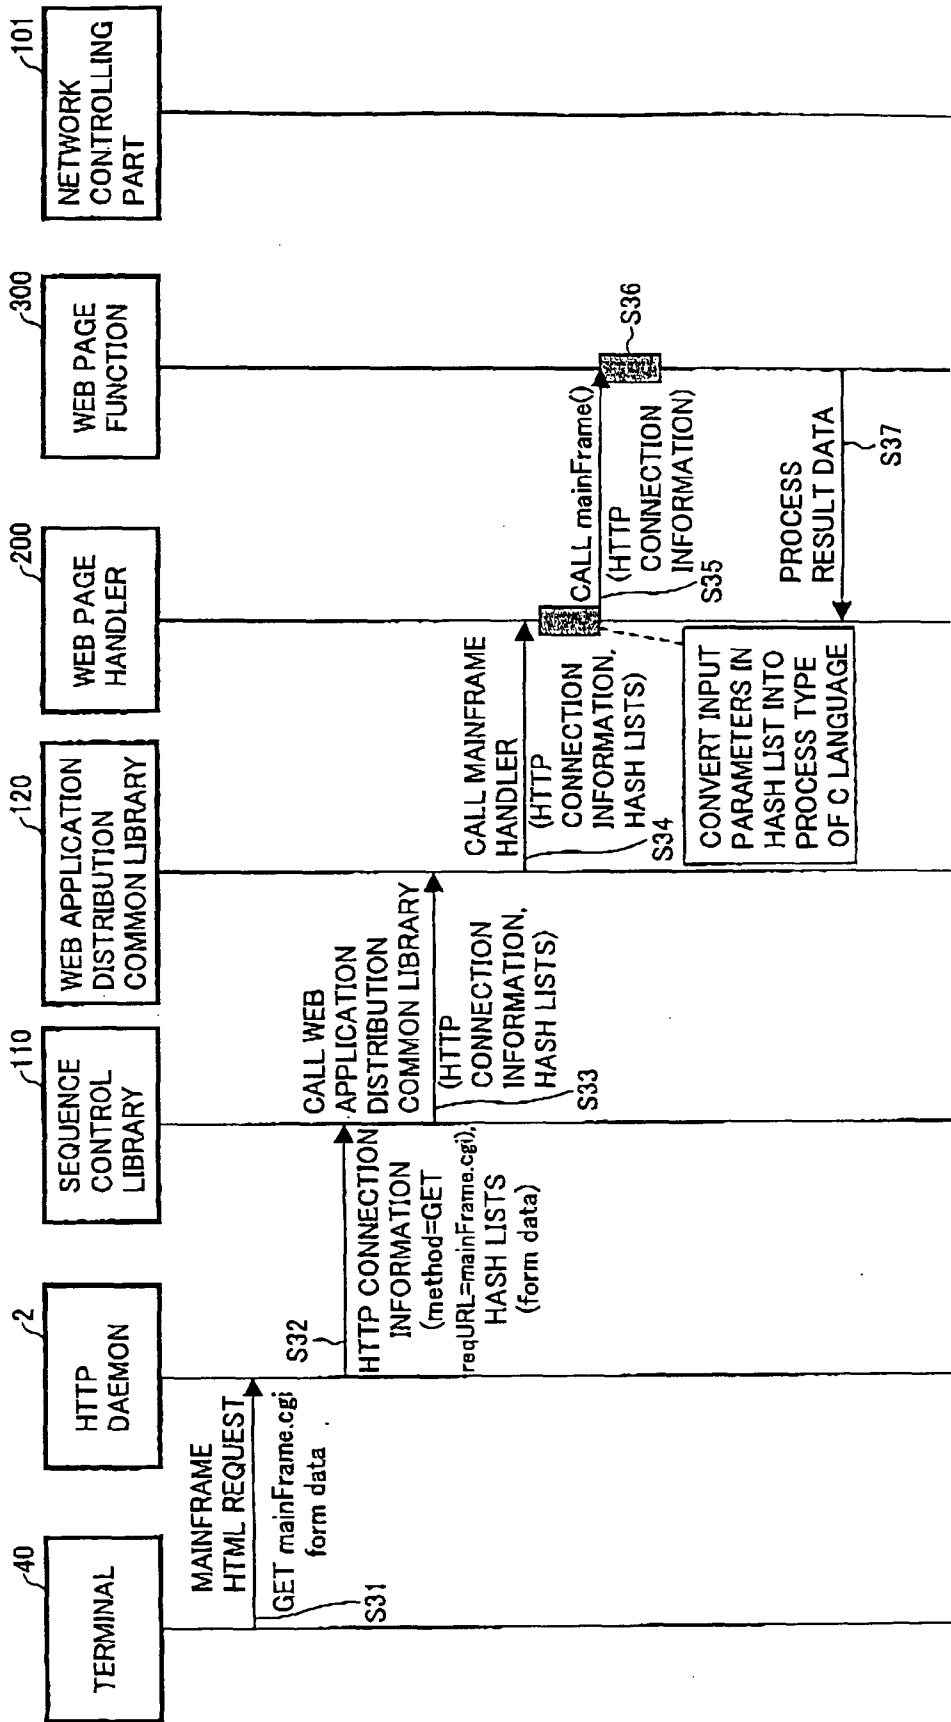 40
TERMINAL
2
HTTP
DAEMON
110
SEQUENCE
CONTROL
LIBRARY
120
WEB APPLICATION
DISTRIBUTION
COMMON LIBRARY
200
WEB PAGE
HANDLER
300
WEB PAGE
FUNCTION
101
NETWORK
CONTROLLING
PART
MAINFRAME
HTML REQUEST
GET mainFrame.cgi
form data
S31
S32
HTTP CONNECTION
INFORMATION
(method=GET
reqURL=mainFrame.cgi),
HASH LISTS
(form data)
CALL WEB
APPLICATION
DISTRIBUTION
COMMON LIBRARY
(HTTP
CONNECTION
INFORMATION,
HASH LISTS)
S33
CALL MAINFRAME
HANDLER
(HTTP
CONNECTION
INFORMATION,
HASH LISTS)
S34
CALL mainFrame()
(HTTP
CONNECTION
INFORMATION)
S35
S36
CONVERT INPUT
PARAMETERS IN
HASH LIST INTO
PROCESS TYPE
OF C LANGUAGE
PROCESS
RESULT DATA
S37